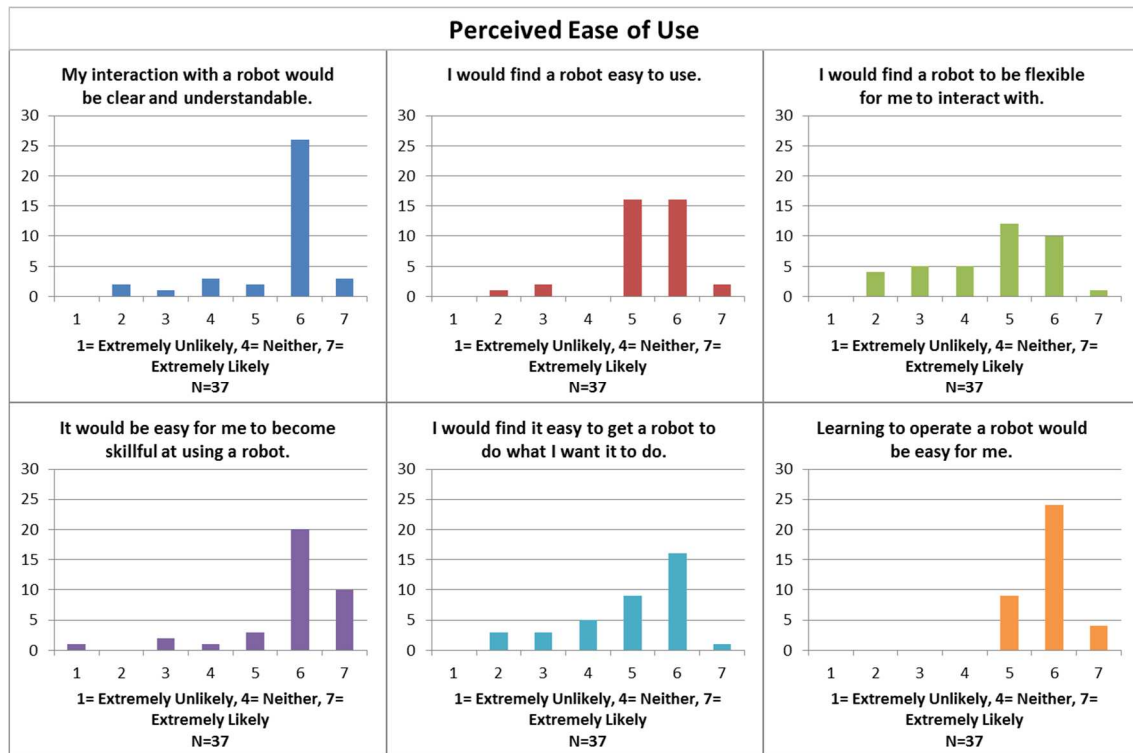 Perceived Ease of Use
My interaction with a robot would
be clear and understandable.
30
25
20
15
10
5
0
1 2 3 4 5 6 7
1= Extremely Unlikely, 4= Neither, 7=
Extremely Likely
N=37
I would find a robot easy to use.
30
25
20
15
10
5
0
1 2 3 4 5 6 7
1= Extremely Unlikely, 4= Neither, 7=
Extremely Likely
N=37
I would find a robot to be flexible
for me to interact with.
30
25
20
15
10
5
0
1 2 3 4 5 6 7
1= Extremely Unlikely, 4= Neither, 7=
Extremely Likely
N=37
It would be easy for me to become
skillful at using a robot.
30
25
20
15
10
5
0
1 2 3 4 5 6 7
1= Extremely Unlikely, 4= Neither, 7=
Extremely Likely
N=37
I would find it easy to get a robot to
do what I want it to do.
30
25
20
15
10
5
0
1 2 3 4 5 6 7
1= Extremely Unlikely, 4= Neither, 7=
Extremely Likely
N=37
Learning to operate a robot would
be easy for me.
30
25
20
15
10
5
0
1 2 3 4 5 6 7
1= Extremely Unlikely, 4= Neither, 7=
Extremely Likely
N=37